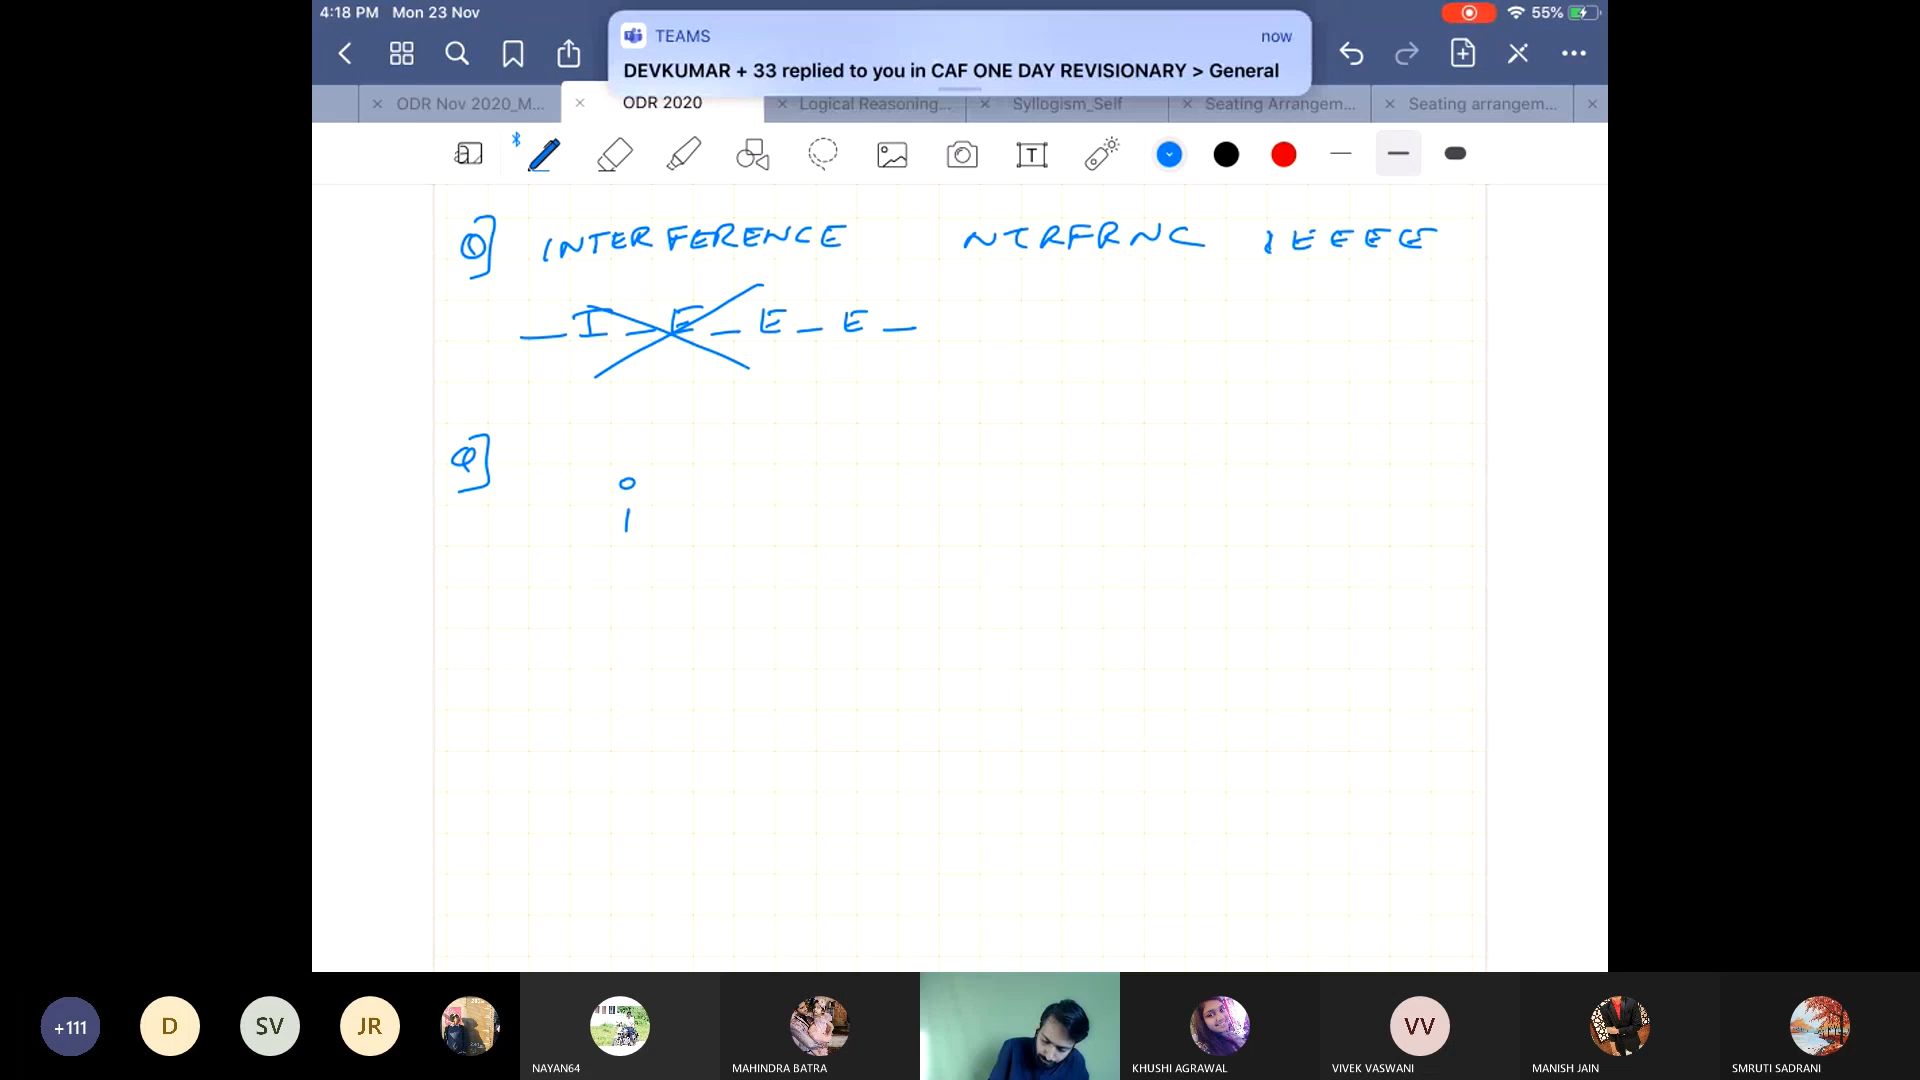 4:18 PM Mon 23 Nov
55%
TEAMS
now
DEVKUMAR + 33 replied to you in CAF ONE DAY REVISIONARY > General
ODR Nov 2020_M...
ODR 2020
Logical Reasoning...
Syllogism_Self
Seating Arrangem...
Seating arrangem...
a
T
Q] INTERFERENCE NTRFRNC IEEEE
_ I _ E _ E _ E _
Q]
0
1
+111
D
SV
JR
NAYAN64
MAHINDRA BATRA
KHUSHI AGRAWAL
VV
VIVEK VASWANI
MANISH JAIN
SMRUTI SADRANI